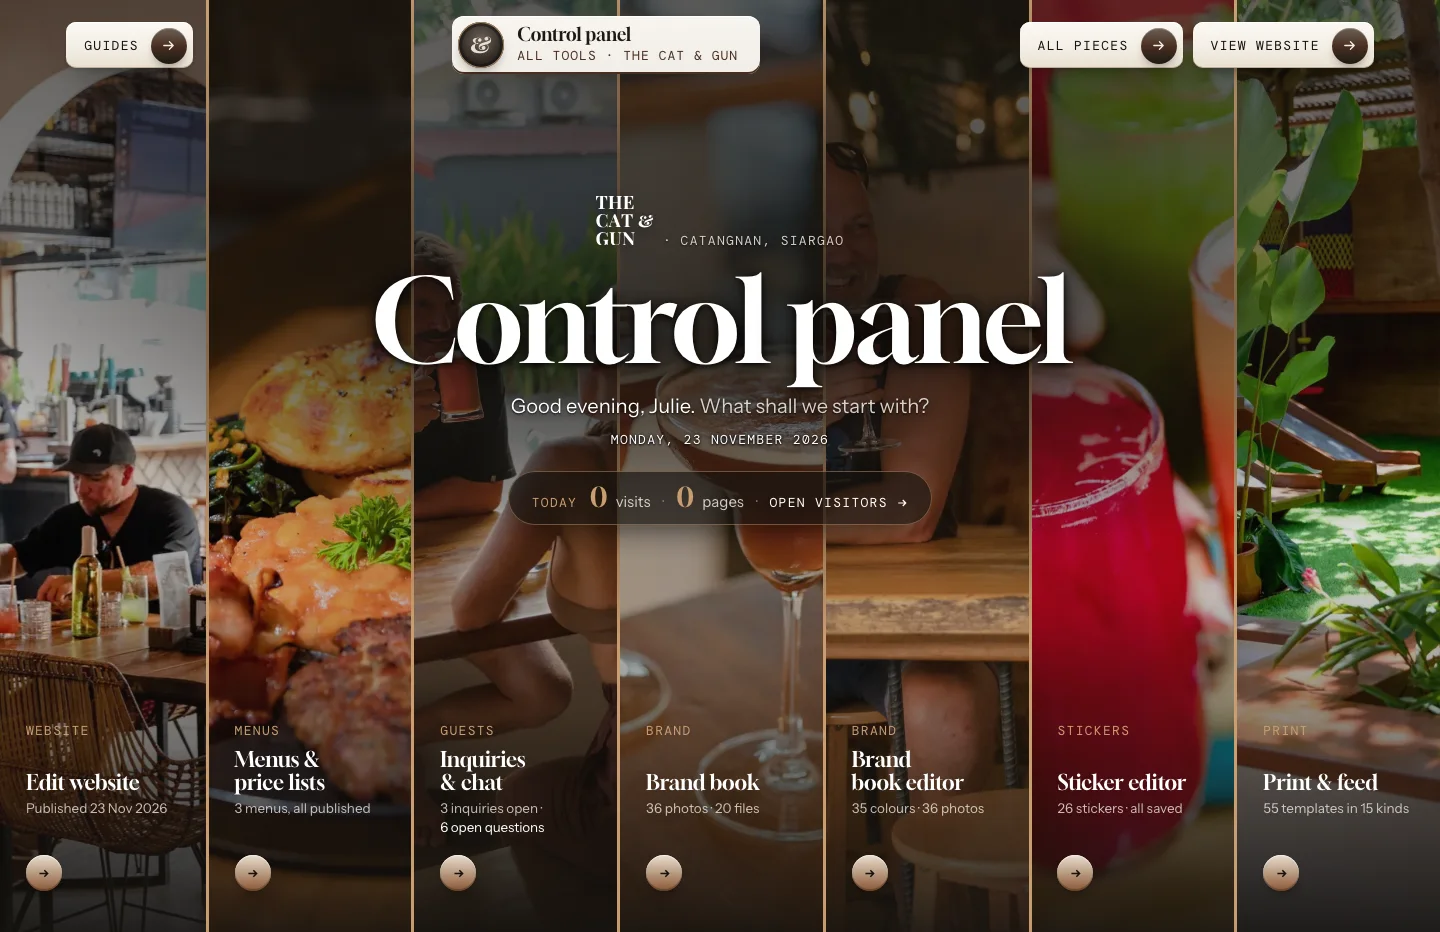 GUIDES →
&
Control panel
ALL TOOLS · THE CAT & GUN
ALL PIECES →
VIEW WEBSITE →
THE
CAT &
GUN · CATANGNAN, SIARGAO
Control panel
Good evening, Julie. What shall we start with?
MONDAY, 23 NOVEMBER 2026
TODAY 0 visits · 0 pages · OPEN VISITORS →
WEBSITE
Edit website
Published 23 Nov 2026
→
MENUS
Menus &
price lists
3 menus, all published
→
GUESTS
Inquiries
& chat
3 inquiries open ·
6 open questions
→
BRAND
Brand book
36 photos · 20 files
→
BRAND
Brand
book editor
35 colours · 36 photos
→
STICKERS
Sticker editor
26 stickers · all saved
→
PRINT
Print & feed
55 templates in 15 kinds
→